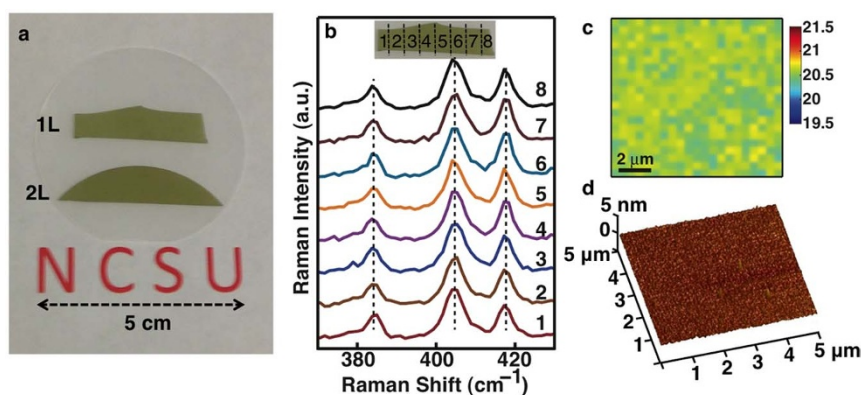 a
1L
2L
N C S U
5 cm
b
1 2 3 4 5 6 7 8
8
7
6
5
4
3
2
1
Raman Intensity (a.u.)
380 400 420
Raman Shift (cm⁻¹)
c
2 μm
21.5
21
20.5
20
19.5
d
5 nm
0
5 μm
4
3
2
1
1 2 3 4 5 μm